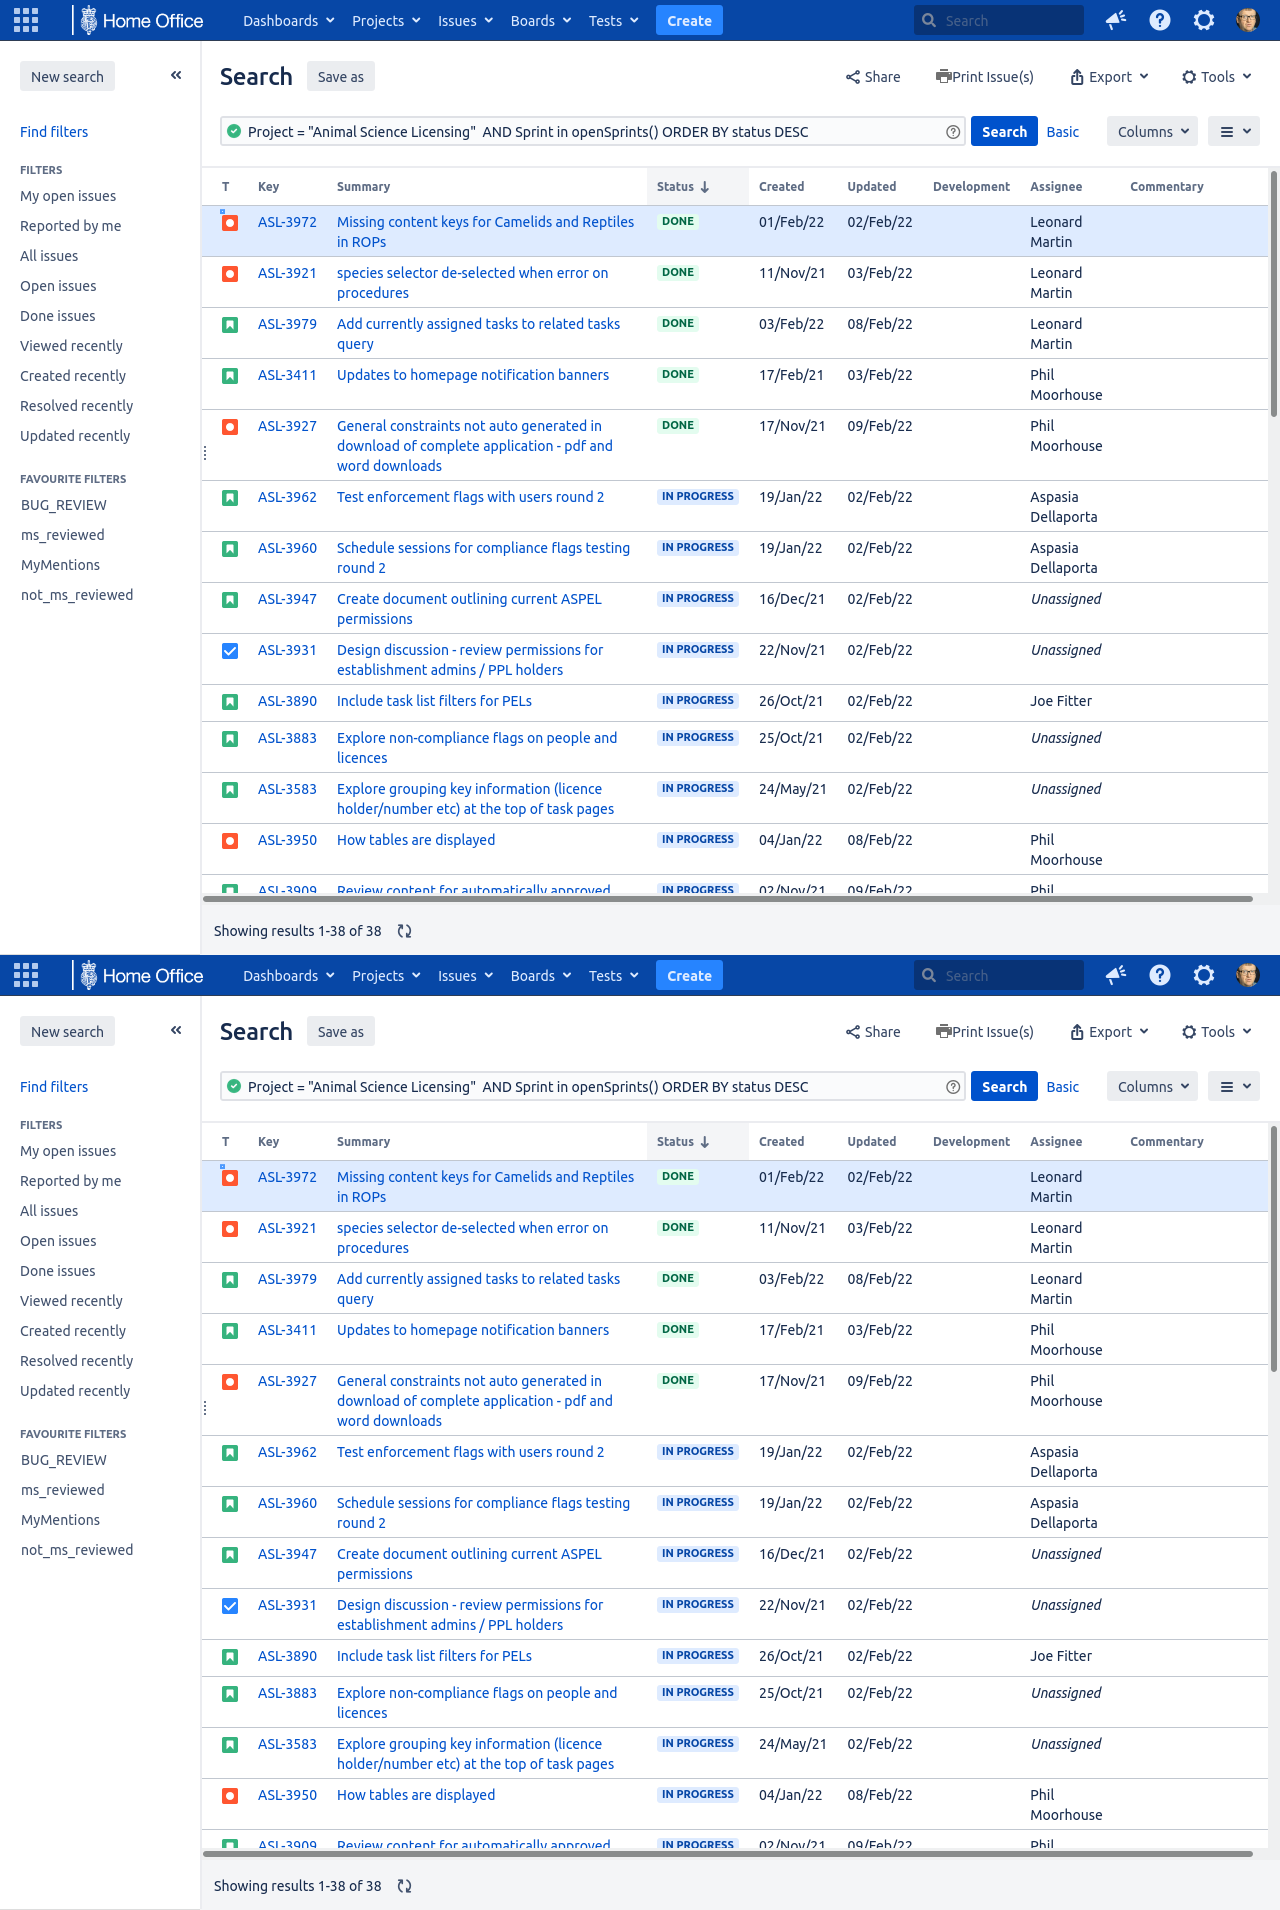 Home Office Dashboards Projects Issues Boards Tests Create Search
New search
Search Save as Share Print Issue(s) Export Tools
Find filters
Project = "Animal Science Licensing" AND Sprint in openSprints() ORDER BY status DESC Search Basic Columns
FILTERS
My open issues
Reported by me
All issues
Open issues
Done issues
Viewed recently
Created recently
Resolved recently
Updated recently
FAVOURITE FILTERS
BUG_REVIEW
ms_reviewed
MyMentions
not_ms_reviewed
T Key Summary Status Created Updated Development Assignee Commentary
ASL-3972 Missing content keys for Camelids and Reptiles DONE 01/Feb/22 02/Feb/22 Leonard
in ROPs Martin
ASL-3921 species selector de-selected when error on DONE 11/Nov/21 03/Feb/22 Leonard
procedures Martin
ASL-3979 Add currently assigned tasks to related tasks DONE 03/Feb/22 08/Feb/22 Leonard
query Martin
ASL-3411 Updates to homepage notification banners DONE 17/Feb/21 03/Feb/22 Phil
Moorhouse
ASL-3927 General constraints not auto generated in DONE 17/Nov/21 09/Feb/22 Phil
download of complete application - pdf and Moorhouse
word downloads
ASL-3962 Test enforcement flags with users round 2 IN PROGRESS 19/Jan/22 02/Feb/22 Aspasia
Dellaporta
ASL-3960 Schedule sessions for compliance flags testing IN PROGRESS 19/Jan/22 02/Feb/22 Aspasia
round 2 Dellaporta
ASL-3947 Create document outlining current ASPEL IN PROGRESS 16/Dec/21 02/Feb/22 Unassigned
permissions
ASL-3931 Design discussion - review permissions for IN PROGRESS 22/Nov/21 02/Feb/22 Unassigned
establishment admins / PPL holders
ASL-3890 Include task list filters for PELs IN PROGRESS 26/Oct/21 02/Feb/22 Joe Fitter
ASL-3883 Explore non-compliance flags on people and IN PROGRESS 25/Oct/21 02/Feb/22 Unassigned
licences
ASL-3583 Explore grouping key information (licence IN PROGRESS 24/May/21 02/Feb/22 Unassigned
holder/number etc) at the top of task pages
ASL-3950 How tables are displayed IN PROGRESS 04/Jan/22 08/Feb/22 Phil
Moorhouse
ASL-3909 Review content for automatically approved IN PROGRESS 02/Nov/21 09/Feb/22 Phil
Showing results 1-38 of 38
Home Office Dashboards Projects Issues Boards Tests Create Search
New search
Search Save as Share Print Issue(s) Export Tools
Find filters
Project = "Animal Science Licensing" AND Sprint in openSprints() ORDER BY status DESC Search Basic Columns
FILTERS
My open issues
Reported by me
All issues
Open issues
Done issues
Viewed recently
Created recently
Resolved recently
Updated recently
FAVOURITE FILTERS
BUG_REVIEW
ms_reviewed
MyMentions
not_ms_reviewed
T Key Summary Status Created Updated Development Assignee Commentary
ASL-3972 Missing content keys for Camelids and Reptiles DONE 01/Feb/22 02/Feb/22 Leonard
in ROPs Martin
ASL-3921 species selector de-selected when error on DONE 11/Nov/21 03/Feb/22 Leonard
procedures Martin
ASL-3979 Add currently assigned tasks to related tasks DONE 03/Feb/22 08/Feb/22 Leonard
query Martin
ASL-3411 Updates to homepage notification banners DONE 17/Feb/21 03/Feb/22 Phil
Moorhouse
ASL-3927 General constraints not auto generated in DONE 17/Nov/21 09/Feb/22 Phil
download of complete application - pdf and Moorhouse
word downloads
ASL-3962 Test enforcement flags with users round 2 IN PROGRESS 19/Jan/22 02/Feb/22 Aspasia
Dellaporta
ASL-3960 Schedule sessions for compliance flags testing IN PROGRESS 19/Jan/22 02/Feb/22 Aspasia
round 2 Dellaporta
ASL-3947 Create document outlining current ASPEL IN PROGRESS 16/Dec/21 02/Feb/22 Unassigned
permissions
ASL-3931 Design discussion - review permissions for IN PROGRESS 22/Nov/21 02/Feb/22 Unassigned
establishment admins / PPL holders
ASL-3890 Include task list filters for PELs IN PROGRESS 26/Oct/21 02/Feb/22 Joe Fitter
ASL-3883 Explore non-compliance flags on people and IN PROGRESS 25/Oct/21 02/Feb/22 Unassigned
licences
ASL-3583 Explore grouping key information (licence IN PROGRESS 24/May/21 02/Feb/22 Unassigned
holder/number etc) at the top of task pages
ASL-3950 How tables are displayed IN PROGRESS 04/Jan/22 08/Feb/22 Phil
Moorhouse
ASL-3909 Review content for automatically approved IN PROGRESS 02/Nov/21 09/Feb/22 Phil
Showing results 1-38 of 38